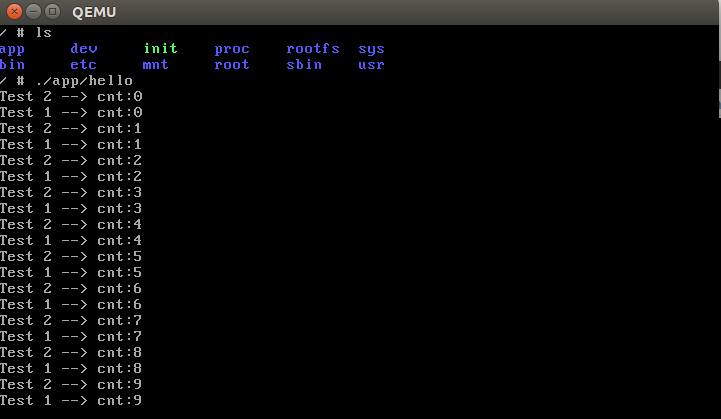 QEMU
/ # ls
app dev init proc rootfs sys
bin etc mnt root sbin usr
/ # ./app/hello
Test 2 --> cnt:0
Test 1 --> cnt:0
Test 2 --> cnt:1
Test 1 --> cnt:1
Test 2 --> cnt:2
Test 1 --> cnt:2
Test 2 --> cnt:3
Test 1 --> cnt:3
Test 2 --> cnt:4
Test 1 --> cnt:4
Test 2 --> cnt:5
Test 1 --> cnt:5
Test 2 --> cnt:6
Test 1 --> cnt:6
Test 2 --> cnt:7
Test 1 --> cnt:7
Test 2 --> cnt:8
Test 1 --> cnt:8
Test 2 --> cnt:9
Test 1 --> cnt:9